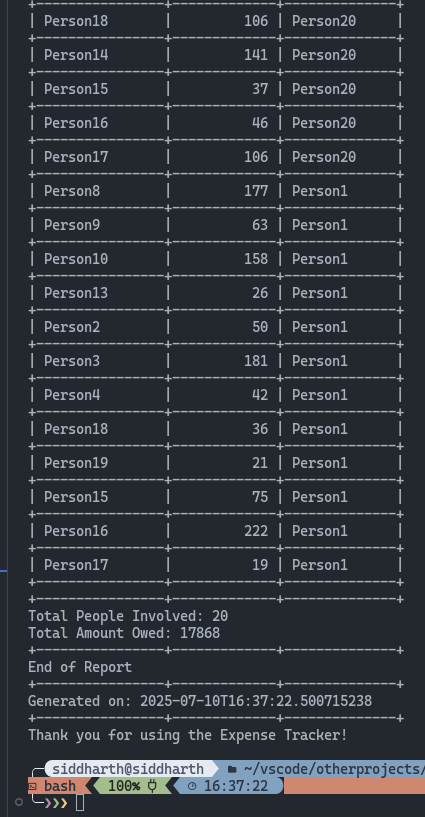 +----------------+-------------+--------------+
| Person18 | 106 | Person20 |
+----------------+-------------+--------------+
| Person14 | 141 | Person20 |
+----------------+-------------+--------------+
| Person15 | 37 | Person20 |
+----------------+-------------+--------------+
| Person16 | 46 | Person20 |
+----------------+-------------+--------------+
| Person17 | 106 | Person20 |
+----------------+-------------+--------------+
| Person8 | 177 | Person1 |
+----------------+-------------+--------------+
| Person9 | 63 | Person1 |
+----------------+-------------+--------------+
| Person10 | 158 | Person1 |
+----------------+-------------+--------------+
| Person13 | 26 | Person1 |
+----------------+-------------+--------------+
| Person2 | 50 | Person1 |
+----------------+-------------+--------------+
| Person3 | 181 | Person1 |
+----------------+-------------+--------------+
| Person4 | 42 | Person1 |
+----------------+-------------+--------------+
| Person18 | 36 | Person1 |
+----------------+-------------+--------------+
| Person19 | 21 | Person1 |
+----------------+-------------+--------------+
| Person15 | 75 | Person1 |
+----------------+-------------+--------------+
| Person16 | 222 | Person1 |
+----------------+-------------+--------------+
| Person17 | 19 | Person1 |
+----------------+-------------+--------------+
+----------------+-------------+--------------+
Total People Involved: 20
Total Amount Owed: 17868
+----------------+-------------+--------------+
End of Report
+----------------+-------------+--------------+
Generated on: 2025-07-10T16:37:22.500715238
+----------------+-------------+--------------+
Thank you for using the Expense Tracker!
siddharth@siddharth ~/vscode/otherprojects/
bash 100% 16:37:22
❯❯❯